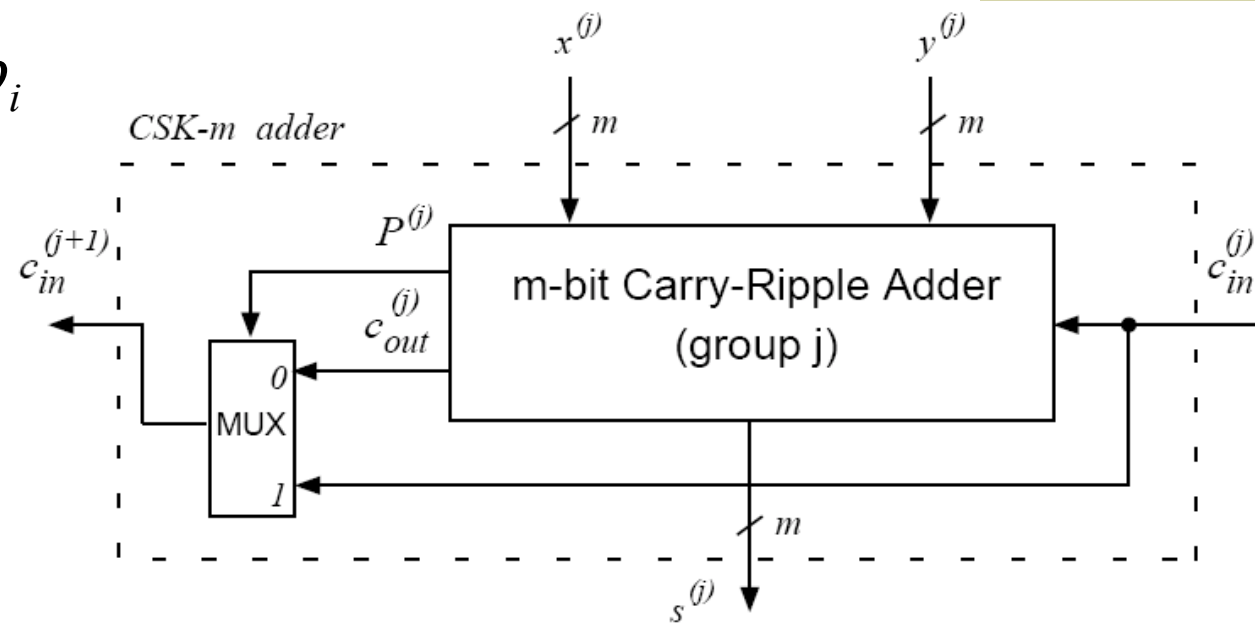 x^(j)
y^(j)
p_i
CSK-m adder
m
m
P^(j)
c_in^(j+1)
c_in^(j)
m-bit Carry-Ripple Adder
(group j)
c_out^(j)
0
MUX
1
m
s^(j)